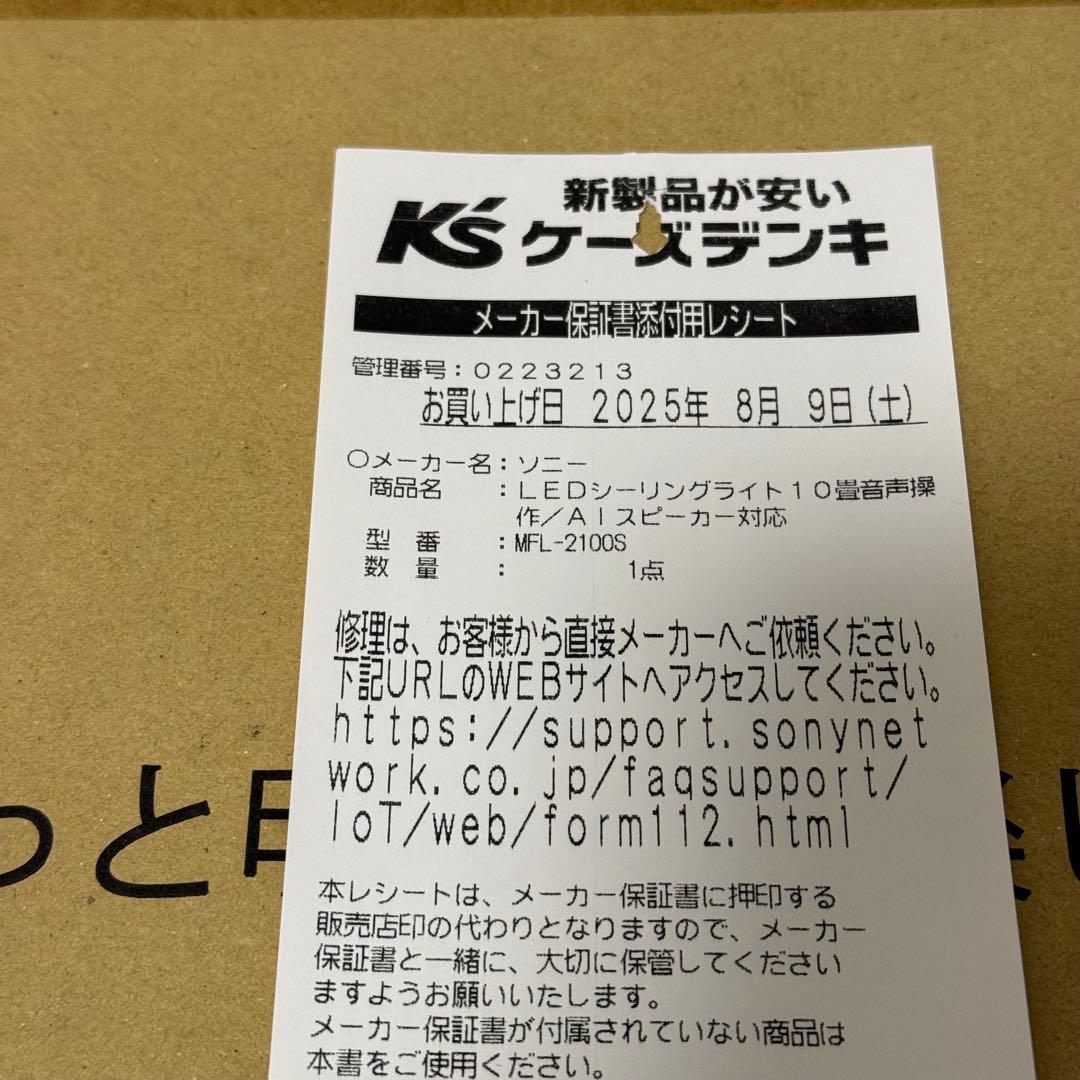 新製品が安い
K's ケーズデンキ
メーカー保証書添付用レシート
管理番号：0223213
お買い上げ日 2025年 8月 9日(土)
○メーカー名：ソニー
商品名 ：LEDシーリングライト10畳音声操
作／AIスピーカー対応
型 番 ：MFL-2100S
数 量 ： 1点
修理は、お客様から直接メーカーへご依頼ください。
下記URLのWEBサイトへアクセスしてください。
https://support.sonynet
work.co.jp/faqsupport/
IoT/web/form112.html
っと
本レシートは、メーカー保証書に押印する
販売店印の代わりとなりますので、メーカー
保証書と一緒に、大切に保管してください
ますようお願いいたします。
メーカー保証書が付属されていない商品は
本書をご使用ください。